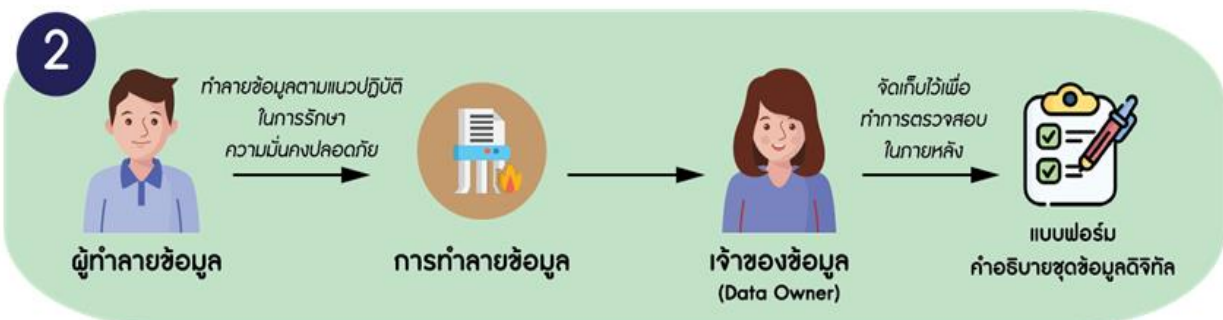 2
ทำลายข้อมูลตามแนวปฏิบัติ
ในการรักษา
ความมั่นคงปลอดภัย
จัดเก็บไว้เพื่อ
ทำการตรวจสอบ
ในภายหลัง
ผู้ทำลายข้อมูล
การทำลายข้อมูล
เจ้าของข้อมูล
(Data Owner)
แบบฟอร์ม
คำอธิบายชุดข้อมูลดิจิทัล